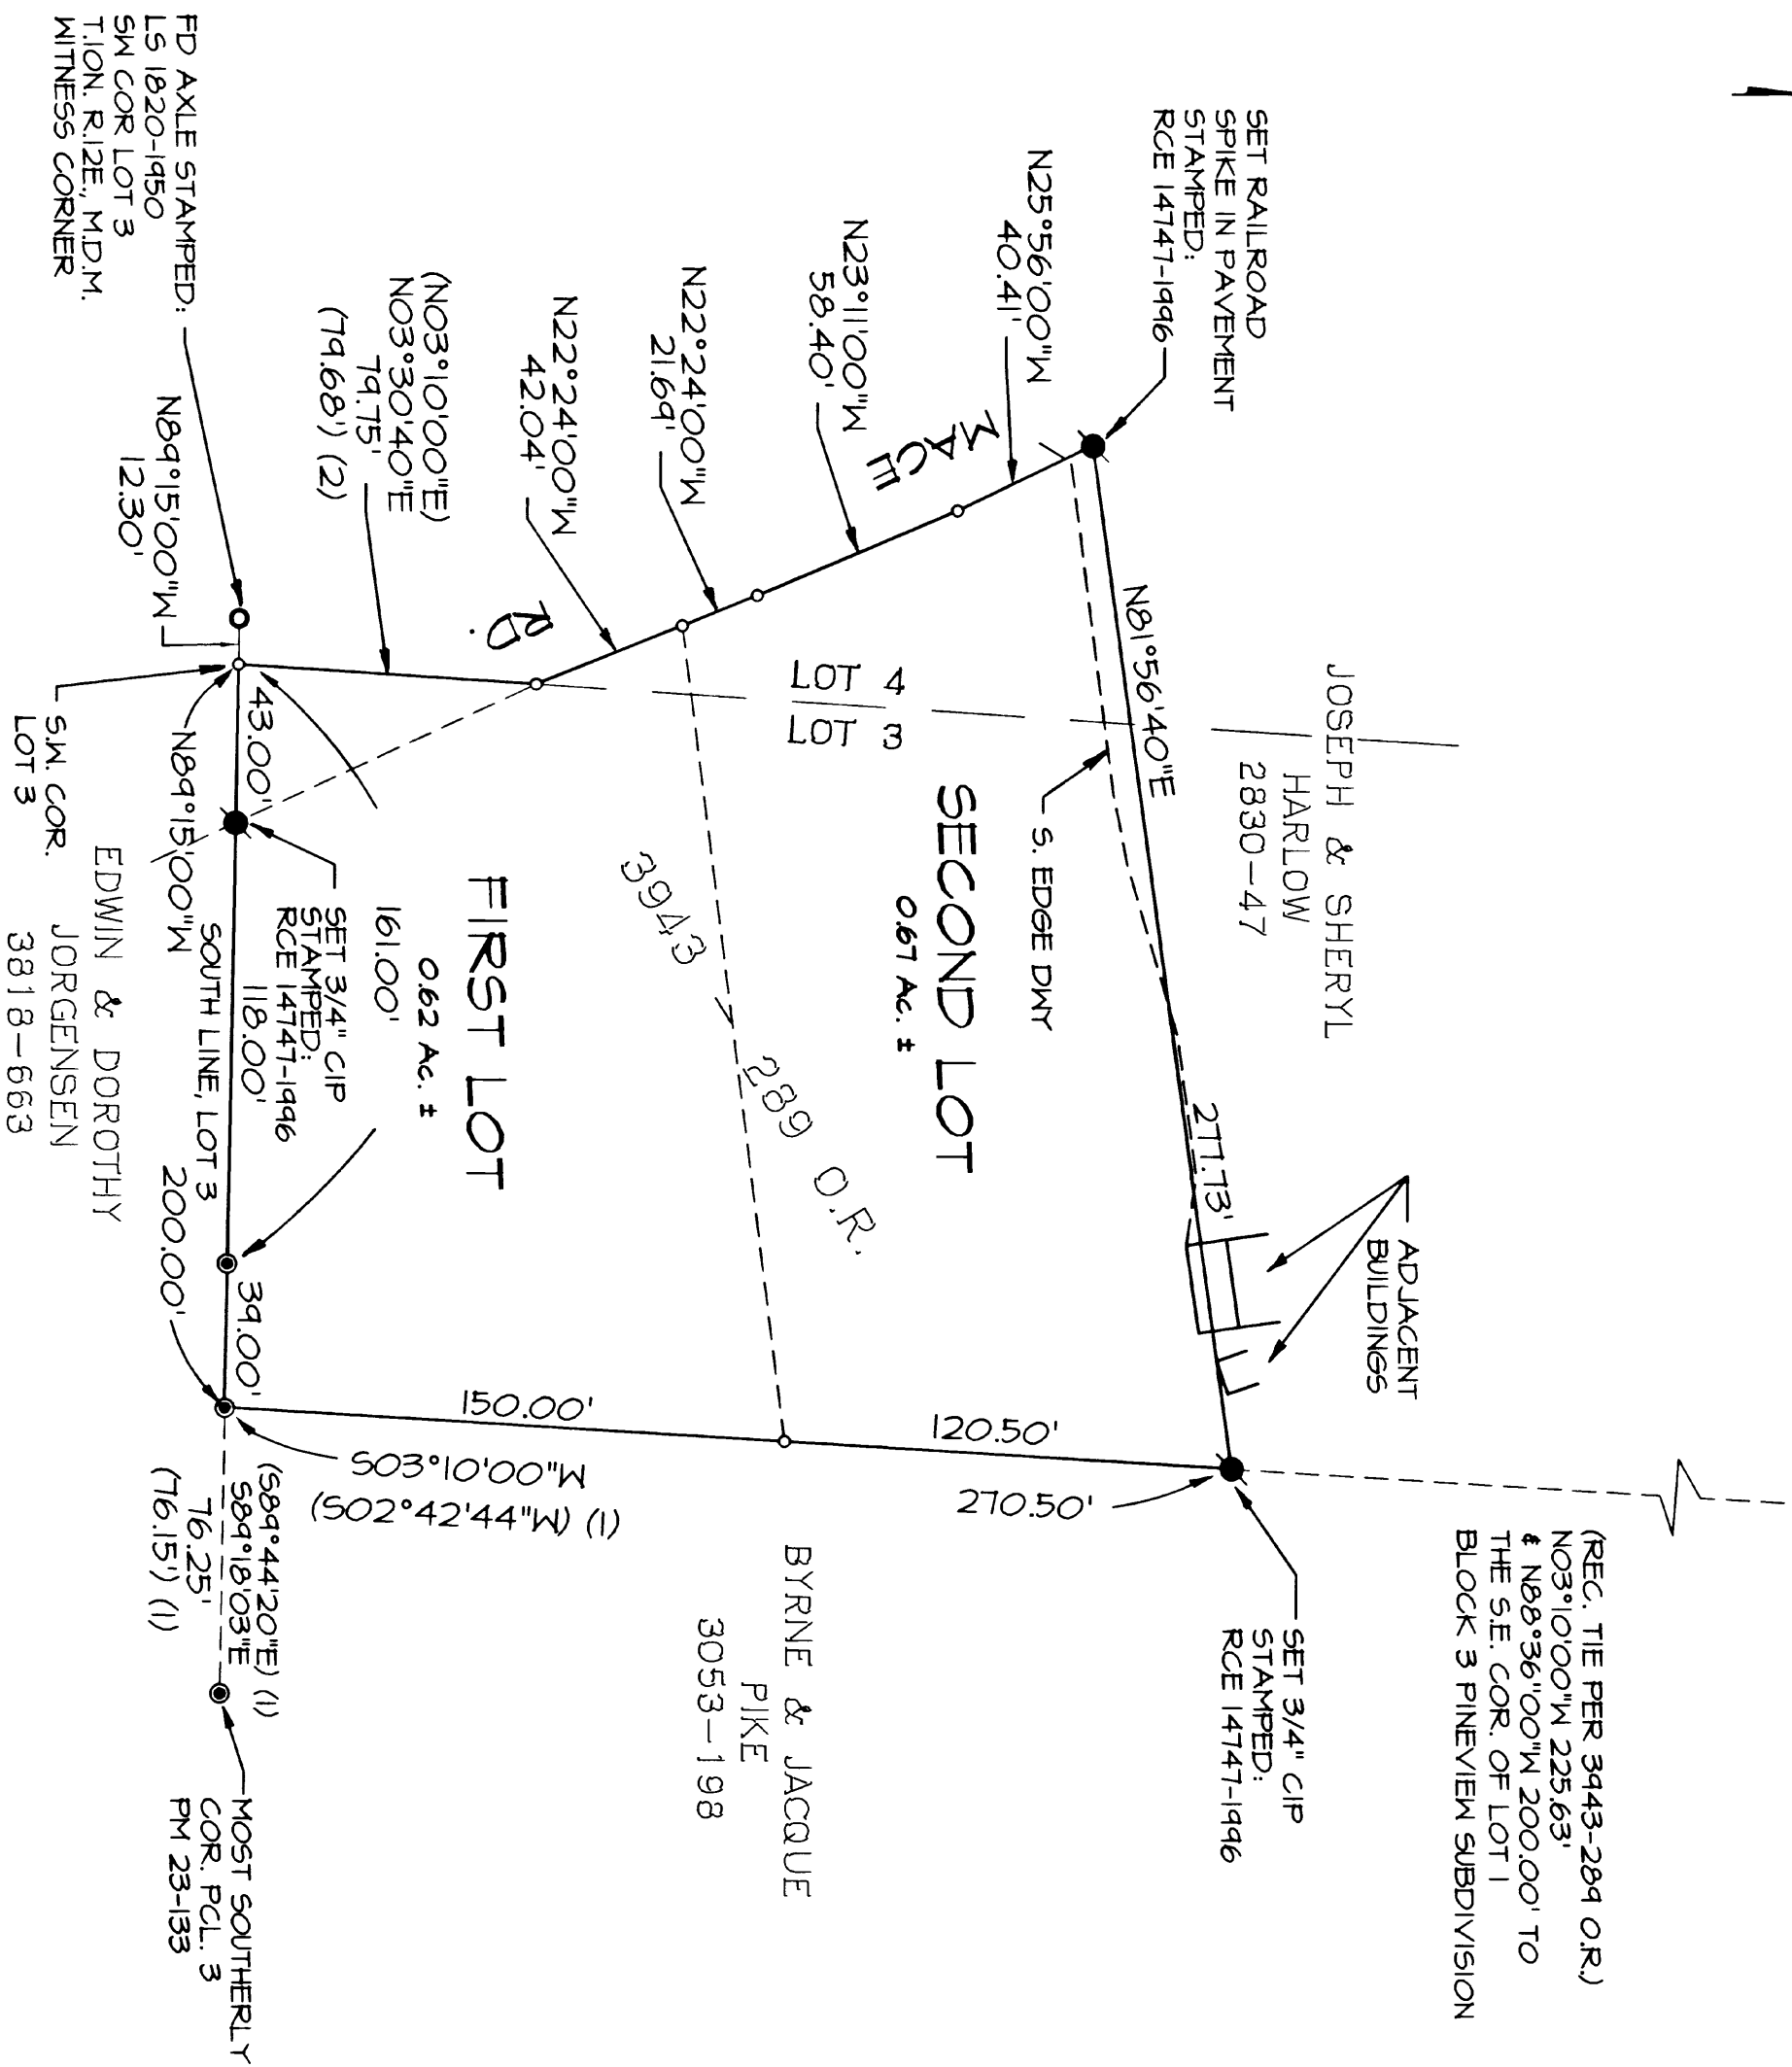 (REC. TIE PER 3943-289 O.R.)
N03°10'00"W 225.63'
& N88°36'00"W 200.00' TO
THE S.E. COR. OF LOT 1
BLOCK 3 PINEVIEW SUBDIVISION
ADJACENT
BUILDINGS
JOSEPH & SHERYL
HARLOW
2830-47
SET RAILROAD
SPIKE IN PAVEMENT
STAMPED:
RCE 14747-1996
N81°56'40"E
277.73'
SET 3/4" CIP
STAMPED:
RCE 14747-1996
270.50'
120.50'
S. EDGE DWY
SECOND LOT
0.67 Ac. ±
N25°56'00"W
40.41'
MACE
N23°11'00"W
58.40'
LOT 4
LOT 3
N22°24'00"W
21.69'
3943 / 289 O.R.
BYRNE & JACQUE
PIKE
3053-198
N22°24'00"W
42.04'
RD.
150.00'
S03°10'00"W
(S02°42'44"W) (1)
FIRST LOT
0.62 Ac. ±
161.00'
(N03°10'00"E)
N03°30'40"E
79.75'
(79.68') (2)
SET 3/4" CIP
STAMPED:
RCE 14747-1996
43.00'
118.00'
39.00'
SOUTH LINE, LOT 3
N89°15'00"W
200.00'
(S89°44'20"E) (1)
S89°18'03"E
76.25'
(76.15') (1)
FD AXLE STAMPED:
LS 1820-1950
SW COR LOT 3
T.10N. R.12E., M.D.M.
WITNESS CORNER
N89°15'00"W
12.30'
S.W. COR.
LOT 3
EDWIN & DOROTHY
JORGENSEN
3818-663
MOST SOUTHERLY
COR. PCL. 3
PM 23-133